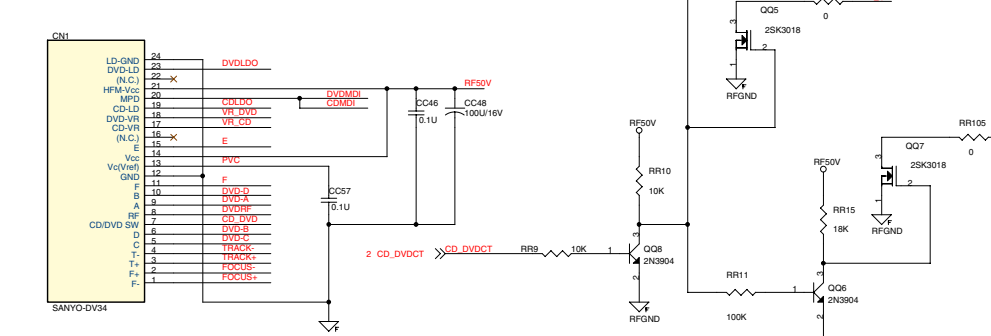 CN1
LD-GND 24
DVD-LD 23 DVDLDO
(N.C.) 22
HFM-Vcc 21 RF50V
MPD 20 DVDMDI
CD-LD 19 CDLDO CDMDI
DVD-VR 18 VR_DVD
CD-VR 17 VR_CD
(N.C.) 16
E 15 E
Vcc 14
Vc(Vref) 13 PVC
GND 12
F 11 F
B 10 DVD-D
A 9 DVD-A
RF 8 DVDRF
CD/DVD SW 7 CD_DVD
D 6 DVD-B
C 5 DVD-C
T- 4 TRACK-
T+ 3 TRACK+
F+ 2 FOCUS-
F- 1 FOCUS+
SANYO-DV34
CC46
0.1U
CC48
100U/16V
CC57
0.1U
F
2 CD_DVDCT CD_DVDCT
RR9 10K
1
3
QQ8
2N3904
2
F
RFGND
RF50V
RR10
10K
QQ5
0
3
2SK3018
2
1
F
RFGND
RR11
100K
1
3
QQ6
2N3904
2
RF50V
RR15
18K
QQ7
3
2SK3018
2
1
F
RFGND
RR105
0